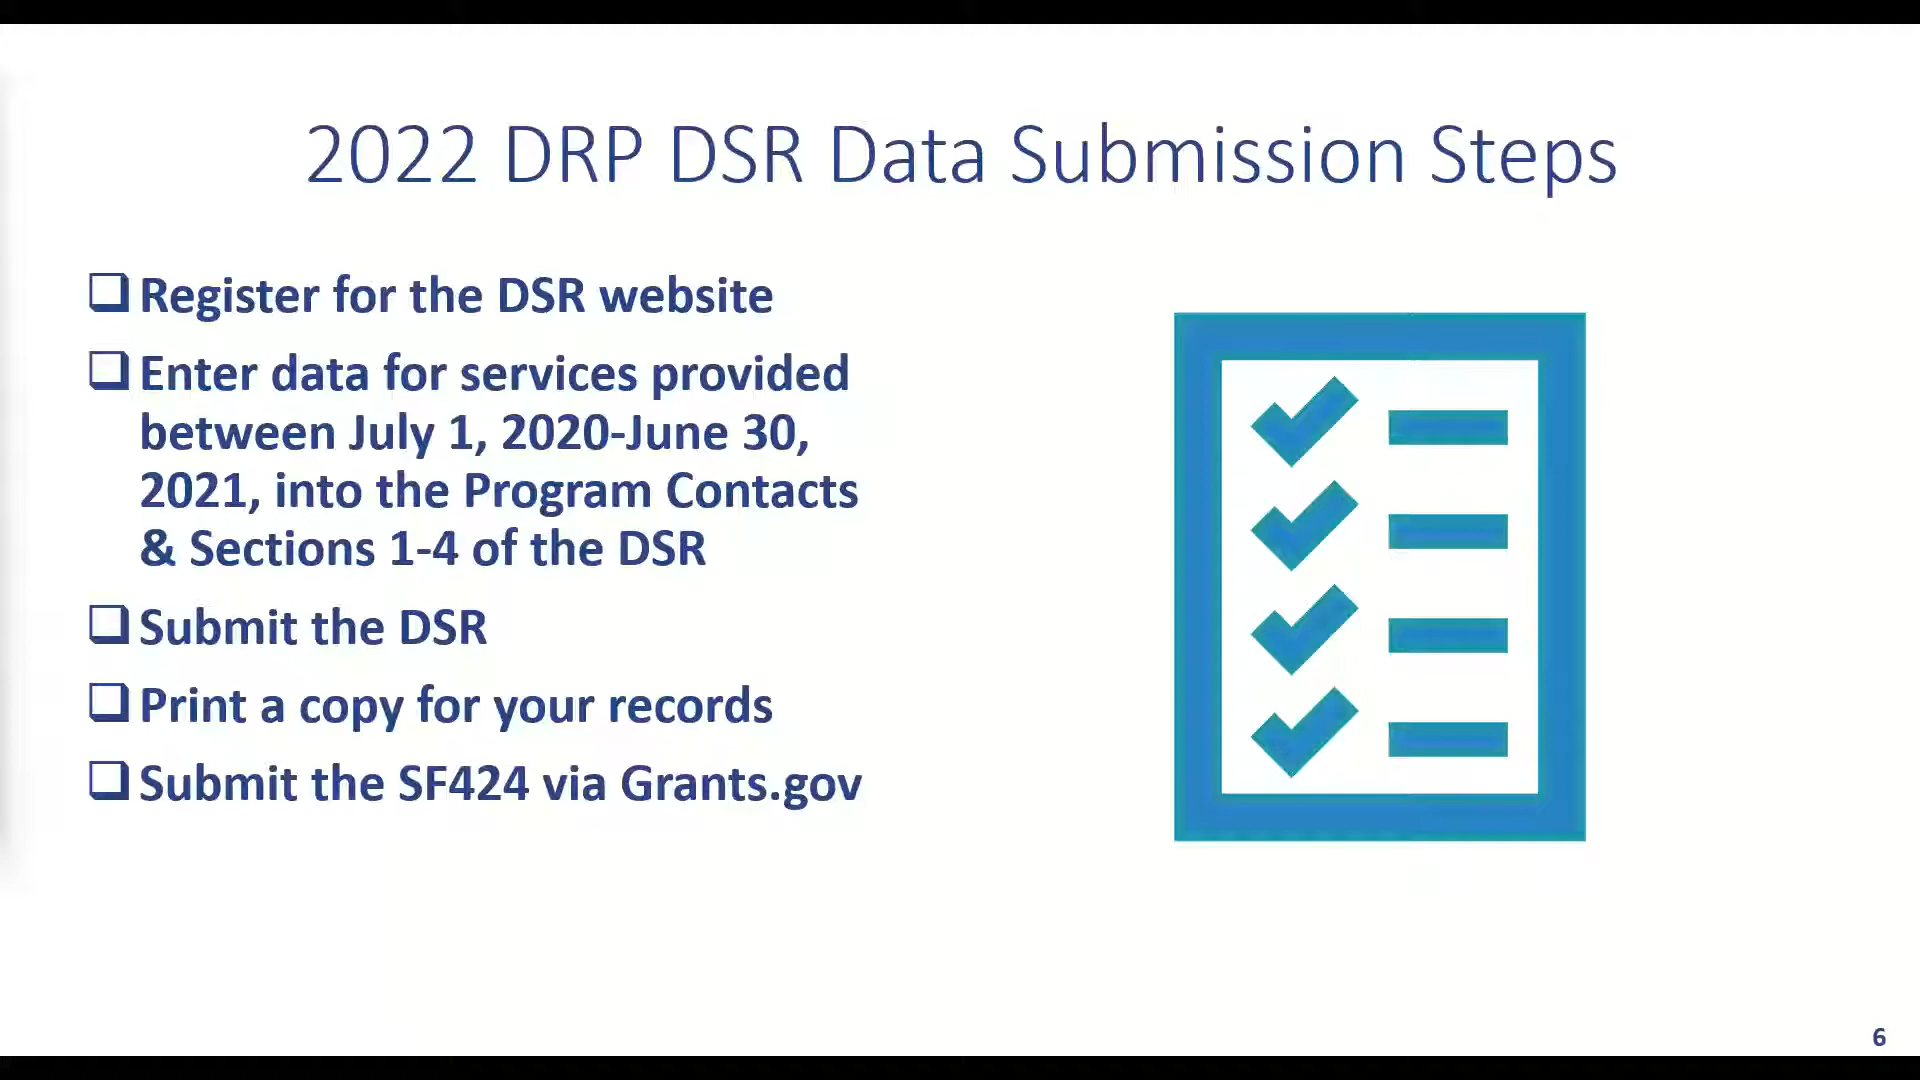 2022 DRP DSR Data Submission Steps
Register for the DSR website
Enter data for services provided
between July 1, 2020-June 30,
2021, into the Program Contacts
& Sections 1-4 of the DSR
Submit the DSR
Print a copy for your records
Submit the SF424 via Grants.gov
6